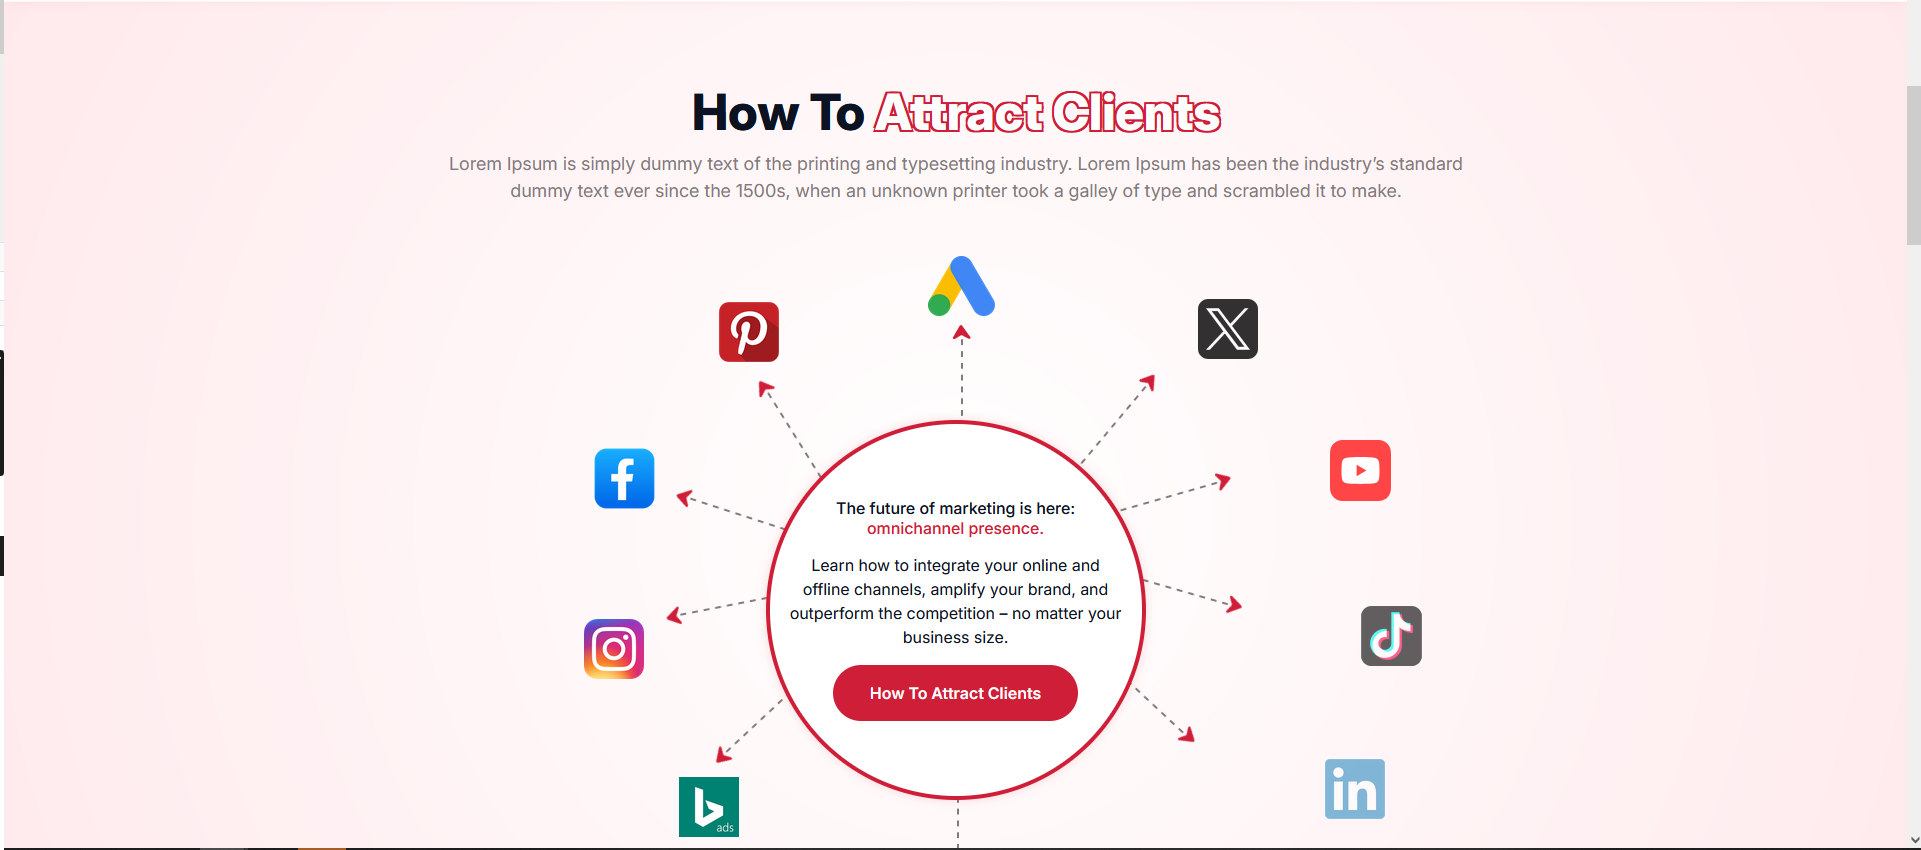 How To Attract Clients
Lorem Ipsum is simply dummy text of the printing and typesetting industry. Lorem Ipsum has been the industry’s standard
dummy text ever since the 1500s, when an unknown printer took a galley of type and scrambled it to make.
The future of marketing is here:
omnichannel presence.
Learn how to integrate your online and
offline channels, amplify your brand, and
outperform the competition – no matter your
business size.
How To Attract Clients
in
ads